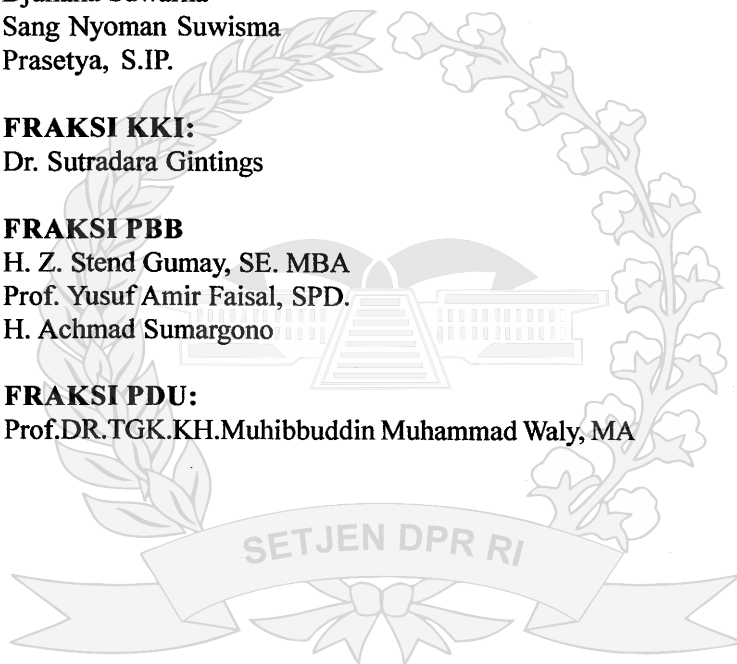 Sang Nyoman Suwisma
Prasetya, S.IP.
FRAKSI KKI:
Dr. Sutradara Gintings
FRAKSI PBB
H. Z. Stend Gumay, SE. MBA
Prof. Yusuf Amir Faisal, SPD.
H. Achmad Sumargono
FRAKSI PDU:
Prof.DR.TGK.KH.Muhibbuddin Muhammad Waly, MA
SETJEN DPR RI